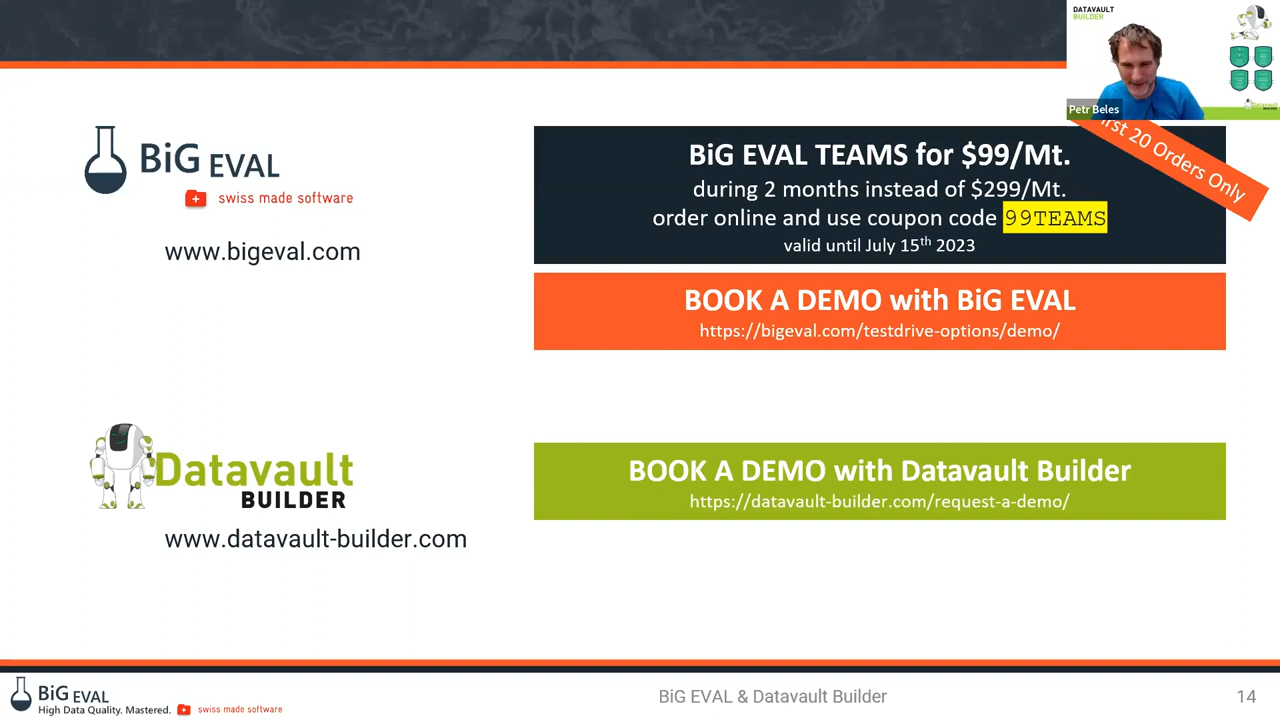 DATAVAULT
BUILDER
Petr Beles
First 20 Orders Only
BiG EVAL
swiss made software
www.bigeval.com
BiG EVAL TEAMS for $99/Mt.
during 2 months instead of $299/Mt.
order online and use coupon code 99TEAMS
valid until July 15th 2023
BOOK A DEMO with BiG EVAL
https://bigeval.com/testdrive-options/demo/
Datavault
BUILDER
www.datavault-builder.com
BOOK A DEMO with Datavault Builder
https://datavault-builder.com/request-a-demo/
BiG EVAL
High Data Quality. Mastered.
swiss made software
BiG EVAL & Datavault Builder
14